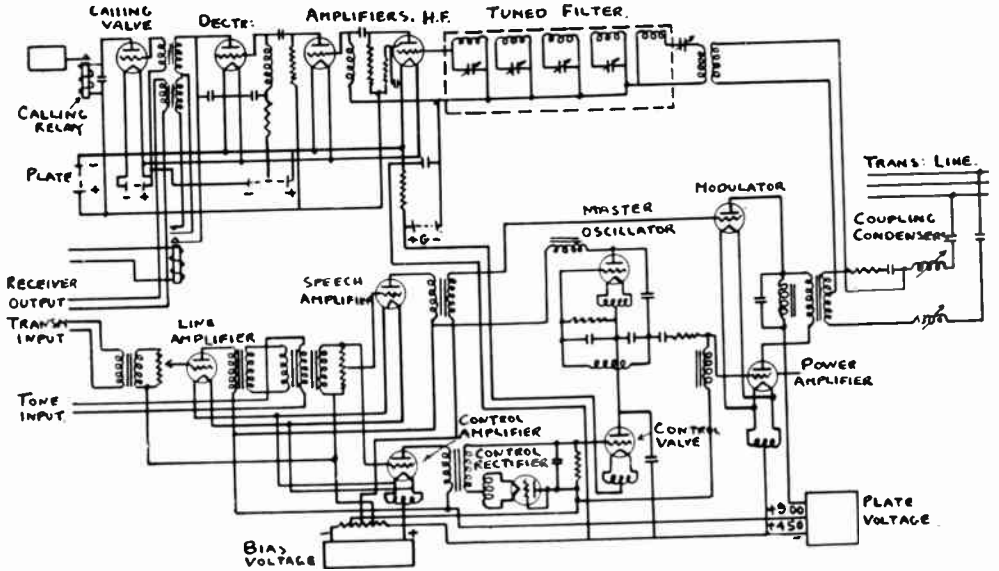 CALLING
VALVE
DECTR:
AMPLIFIERS. H.F.
TUNED FILTER.
CALLING
RELAY
PLATE
- +
- +
- +
+G-
RECEIVER
OUTPUT
TRANSN
INPUT
TONE
INPUT
LINE
AMPLIFIER
SPEECH
AMPLIFIER
MASTER
OSCILLATOR
MODULATOR
TRANS: LINE.
COUPLING
CONDENSERS
POWER
AMPLIFIER
CONTROL
AMPLIFIER
CONTROL
RECTIFIER
CONTROL
VALVE
BIAS
VOLTAGE
- +
+900
+450
-
PLATE
VOLTAGE